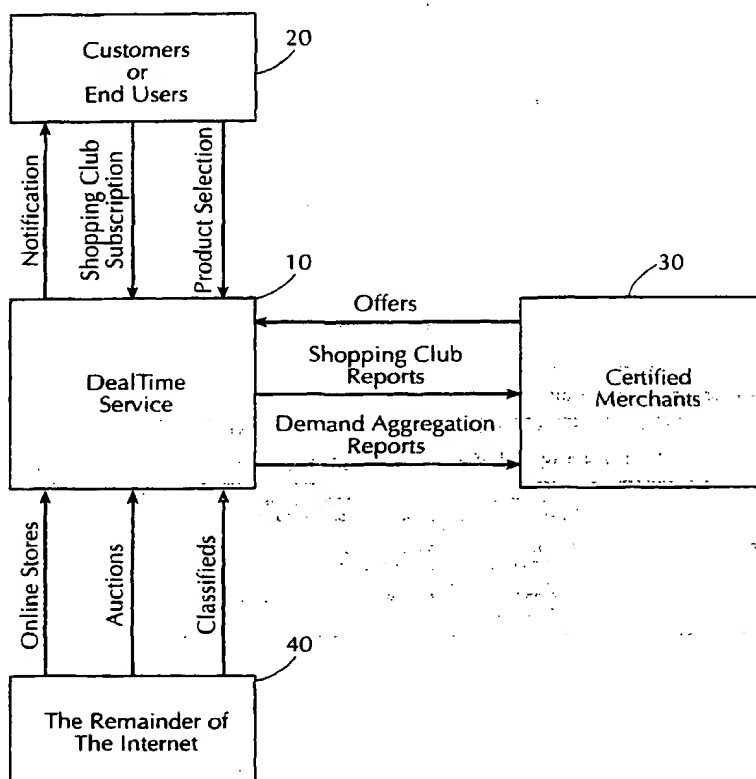 20
Customers
or
End Users
Notification
Shopping Club
Subscription
Product Selection
10
30
DealTime
Service
Offers
Shopping Club
Reports
Demand Aggregation
Reports
Certified
Merchants
Online Stores
Auctions
Classifieds
40
The Remainder of
The Internet